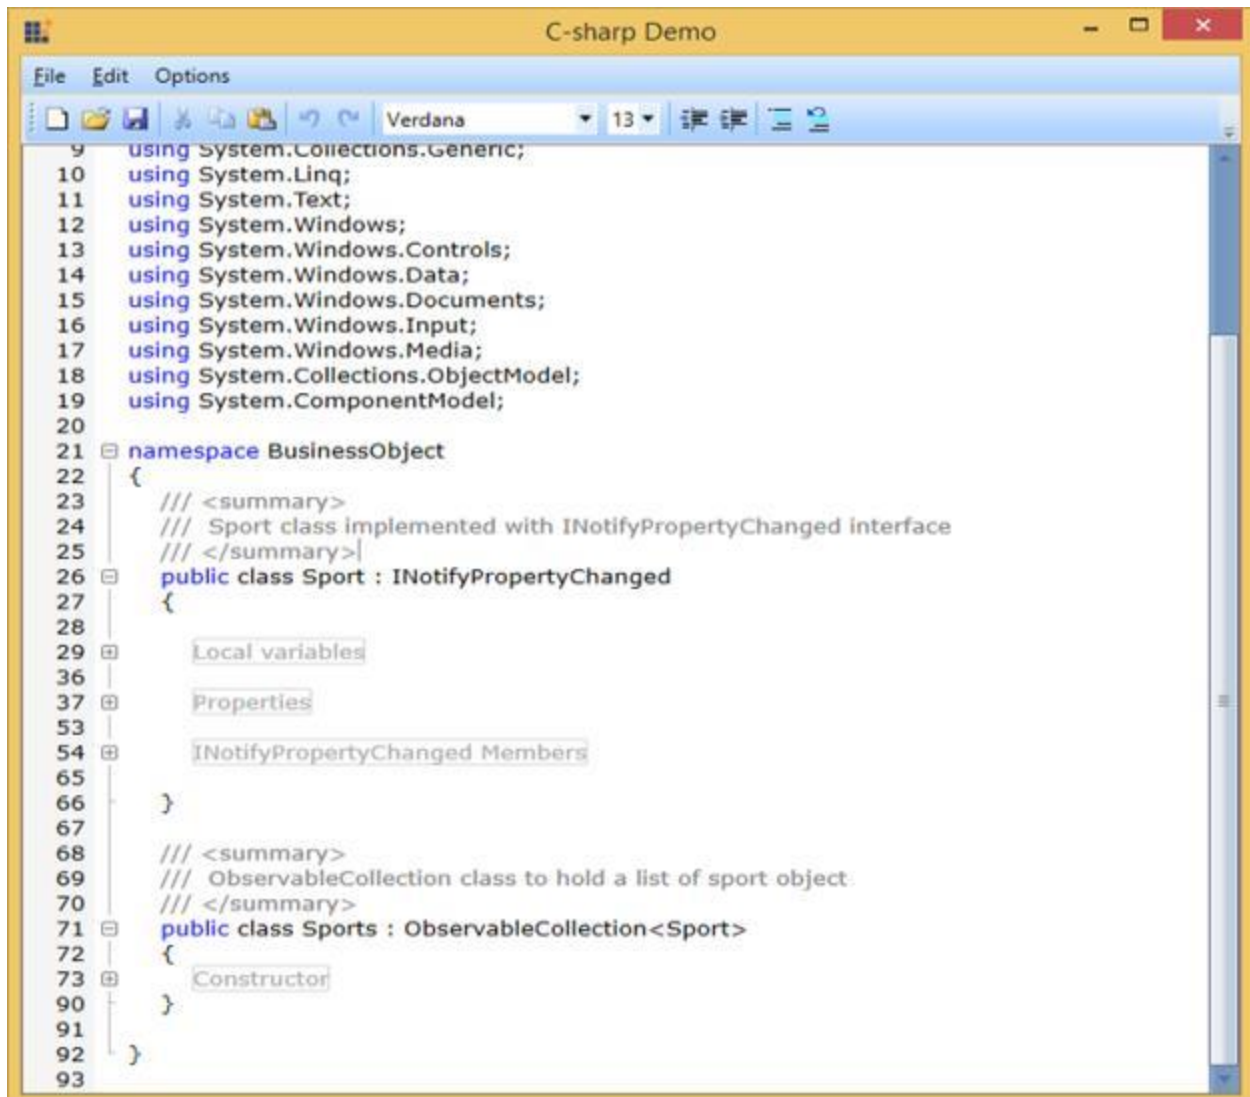 C-sharp Demo
File Edit Options
Verdana 13
9 using System.Collections.Generic;
10 using System.Linq;
11 using System.Text;
12 using System.Windows;
13 using System.Windows.Controls;
14 using System.Windows.Data;
15 using System.Windows.Documents;
16 using System.Windows.Input;
17 using System.Windows.Media;
18 using System.Collections.ObjectModel;
19 using System.ComponentModel;
20
21 namespace BusinessObject
22 {
23 /// <summary>
24 /// Sport class implemented with INotifyPropertyChanged interface
25 /// </summary>
26 public class Sport : INotifyPropertyChanged
27 {
28
29 Local variables
36
37 Properties
53
54 INotifyPropertyChanged Members
65
66 }
67
68 /// <summary>
69 /// ObservableCollection class to hold a list of sport object
70 /// </summary>
71 public class Sports : ObservableCollection<Sport>
72 {
73 Constructor
90 }
91
92 }
93